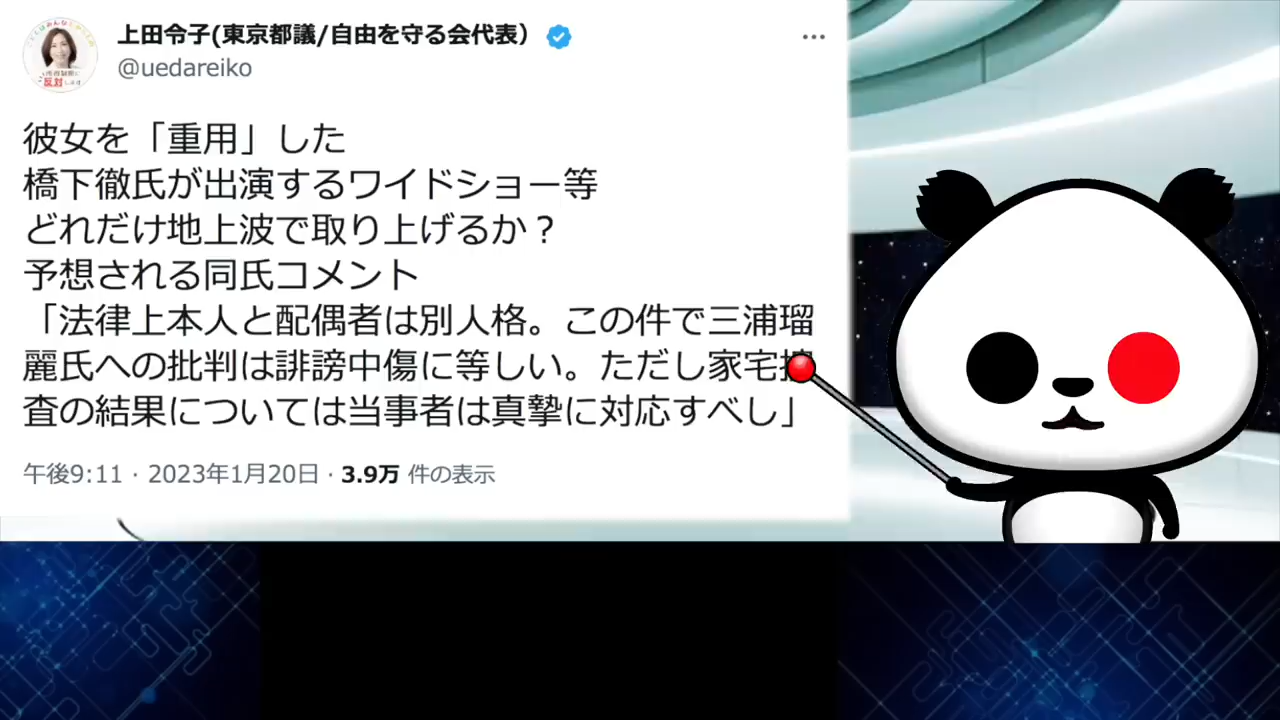 上田令子(東京都議/自由を守る会代表）
@uedareiko
反対
彼女を「重用」した
橋下徹氏が出演するワイドショー等
どれだけ地上波で取り上げるか？
予想される同氏コメント
「法律上本人と配偶者は別人格。この件で三浦瑠
麗氏への批判は誹謗中傷に等しい。ただし家宅捜
査の結果については当事者は真摯に対応すべし」
午後9:11 · 2023年1月20日 · 3.9万 件の表示